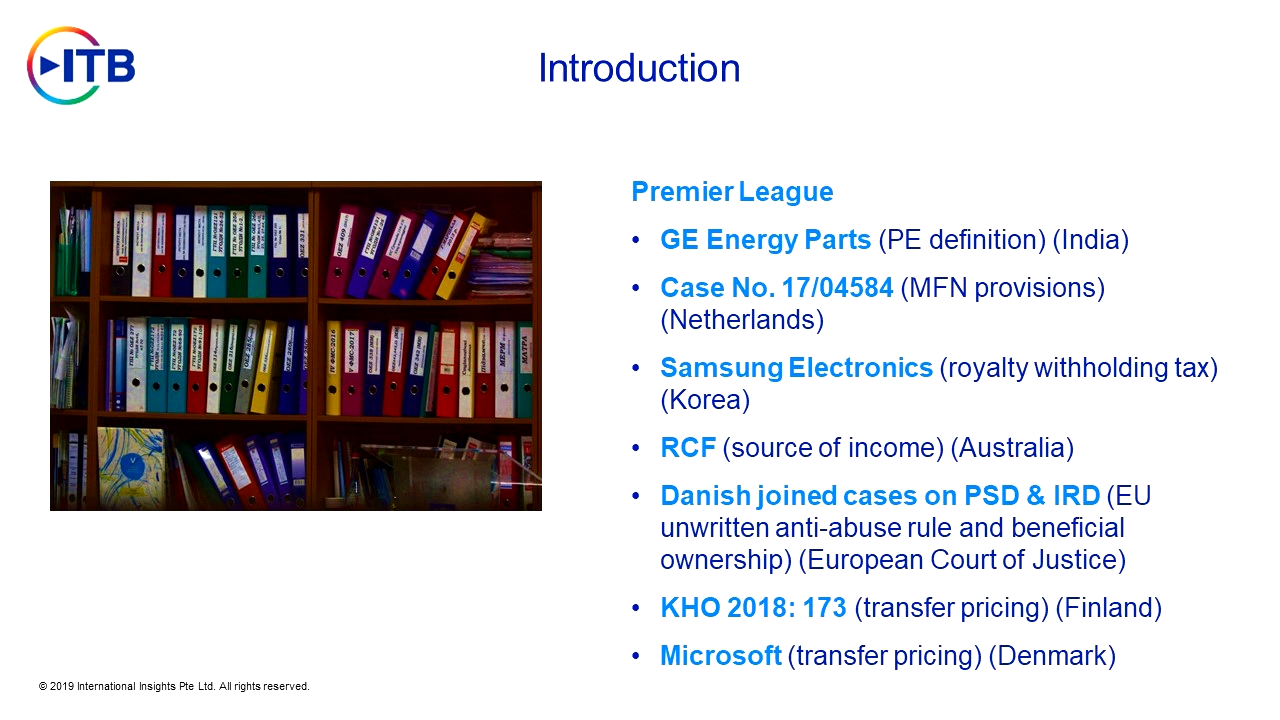 ITB
Introduction
Premier League
• GE Energy Parts (PE definition) (India)
• Case No. 17/04584 (MFN provisions)
(Netherlands)
• Samsung Electronics (royalty withholding tax)
(Korea)
• RCF (source of income) (Australia)
• Danish joined cases on PSD & IRD (EU
unwritten anti-abuse rule and beneficial
ownership) (European Court of Justice)
• KHO 2018: 173 (transfer pricing) (Finland)
• Microsoft (transfer pricing) (Denmark)
© 2019 International Insights Pte Ltd. All rights reserved.